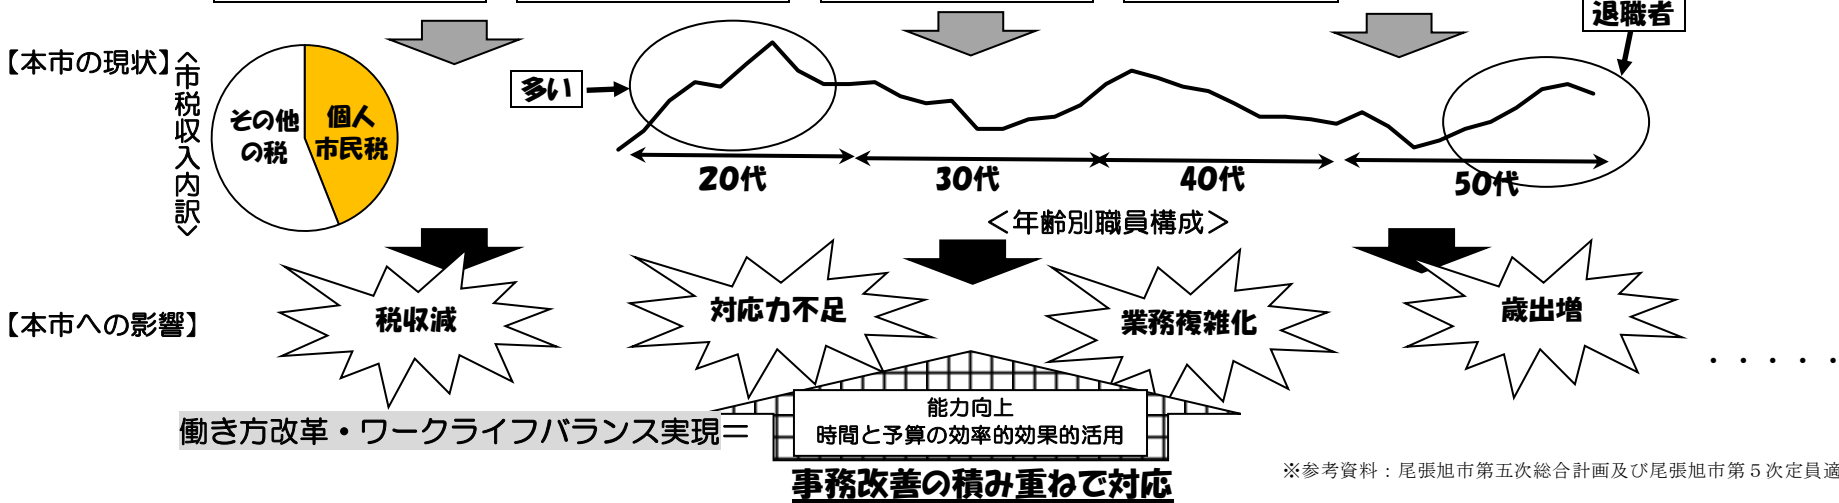 退職者
【本市の現状】
＜市税収入内訳＞
その他
の税
個人
市民税
多い
20代
30代
40代
50代
＜年齢別職員構成＞
【本市への影響】
税収減
対応力不足
業務複雑化
歳出増
・・・・・
働き方改革・ワークライフバランス実現＝
能力向上
時間と予算の効率的効果的活用
事務改善の積み重ねで対応
※参考資料：尾張旭市第五次総合計画及び尾張旭市第５次定員適